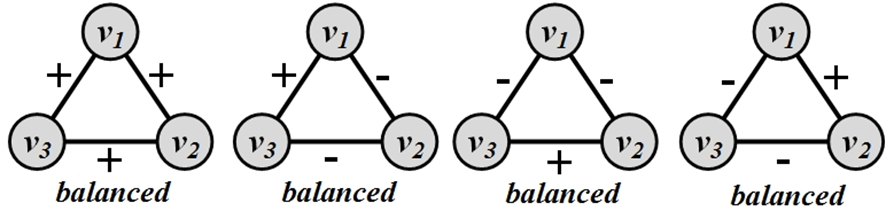 v1 v1 v1 v1
+ + + - - - - +
v3 v2 v3 v2 v3 v2 v3 v2
+ - + -
balanced balanced balanced balanced